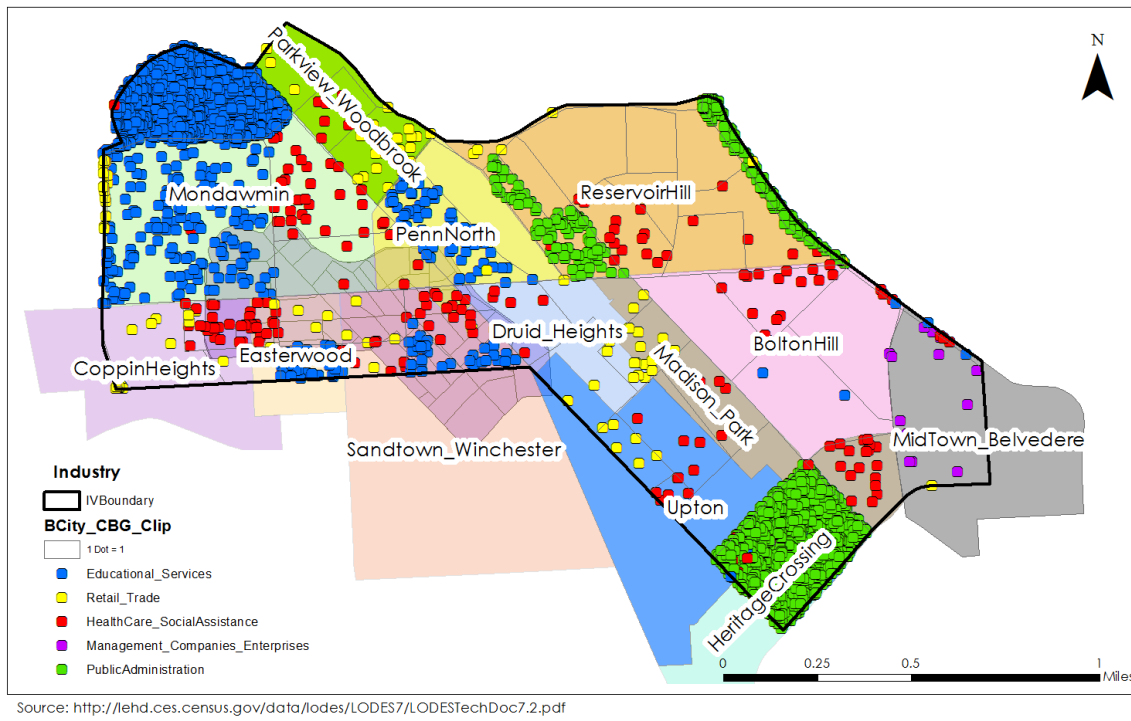 N
Parkview_Woodbrook
Mondawmin
ReservoirHill
PennNorth
Druid_Heights
BoltonHill
Easterwood
CoppinHeights
Madison_Park
MidTown_Belvedere
Sandtown_Winchester
Upton
HeritageCrossing
Industry
IVBoundary
BCity_CBG_Clip
1 Dot = 1
Educational_Services
Retail_Trade
HealthCare_SocialAssistance
Management_Companies_Enterprises
PublicAdministration
0 0.25 0.5 1
Miles
Source: http://lehd.ces.census.gov/data/lodes/LODES7/LODESTechDoc7.2.pdf